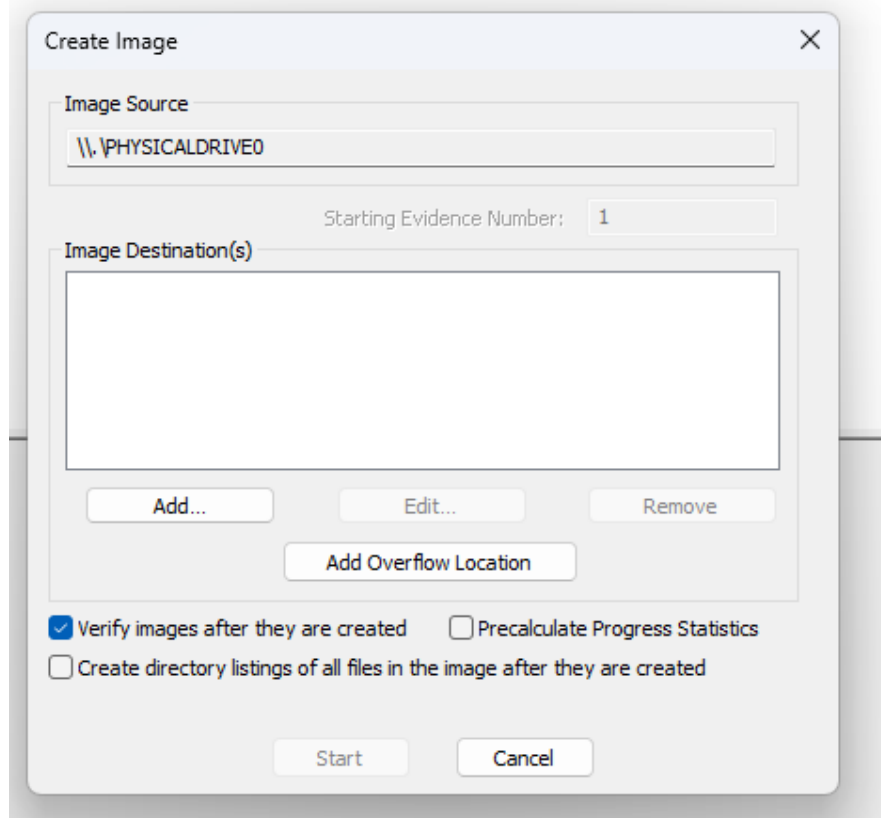 Create Image
Image Source
\\.\PHYSICALDRIVE0
Starting Evidence Number: 1
Image Destination(s)
Add... Edit... Remove
Add Overflow Location
Verify images after they are created Precalculate Progress Statistics
Create directory listings of all files in the image after they are created
Start Cancel